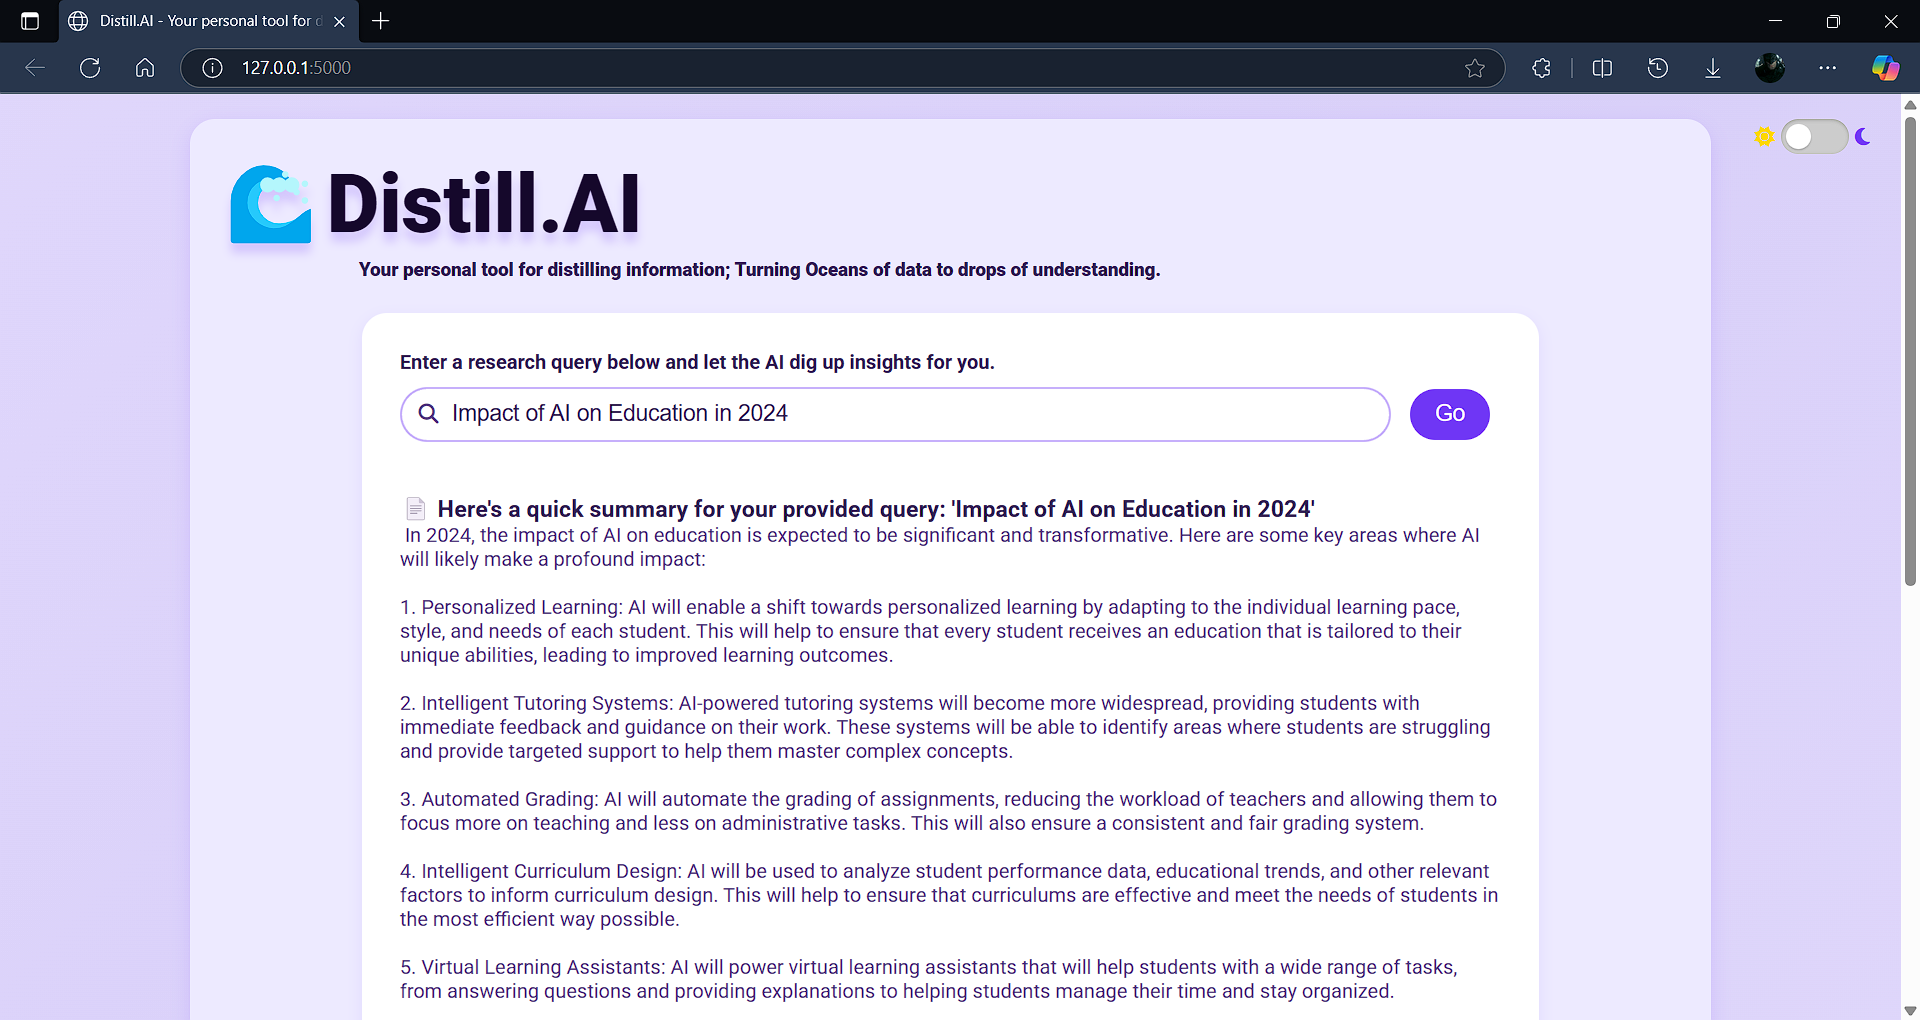 Distill.AI - Your personal tool for d
127.0.0.1:5000
Distill.AI
Your personal tool for distilling information; Turning Oceans of data to drops of understanding.
Enter a research query below and let the AI dig up insights for you.
Impact of AI on Education in 2024
Go
Here's a quick summary for your provided query: 'Impact of AI on Education in 2024'
In 2024, the impact of AI on education is expected to be significant and transformative. Here are some key areas where AI
will likely make a profound impact:
1. Personalized Learning: AI will enable a shift towards personalized learning by adapting to the individual learning pace,
style, and needs of each student. This will help to ensure that every student receives an education that is tailored to their
unique abilities, leading to improved learning outcomes.
2. Intelligent Tutoring Systems: AI-powered tutoring systems will become more widespread, providing students with
immediate feedback and guidance on their work. These systems will be able to identify areas where students are struggling
and provide targeted support to help them master complex concepts.
3. Automated Grading: AI will automate the grading of assignments, reducing the workload of teachers and allowing them to
focus more on teaching and less on administrative tasks. This will also ensure a consistent and fair grading system.
4. Intelligent Curriculum Design: AI will be used to analyze student performance data, educational trends, and other relevant
factors to inform curriculum design. This will help to ensure that curriculums are effective and meet the needs of students in
the most efficient way possible.
5. Virtual Learning Assistants: AI will power virtual learning assistants that will help students with a wide range of tasks,
from answering questions and providing explanations to helping students manage their time and stay organized.